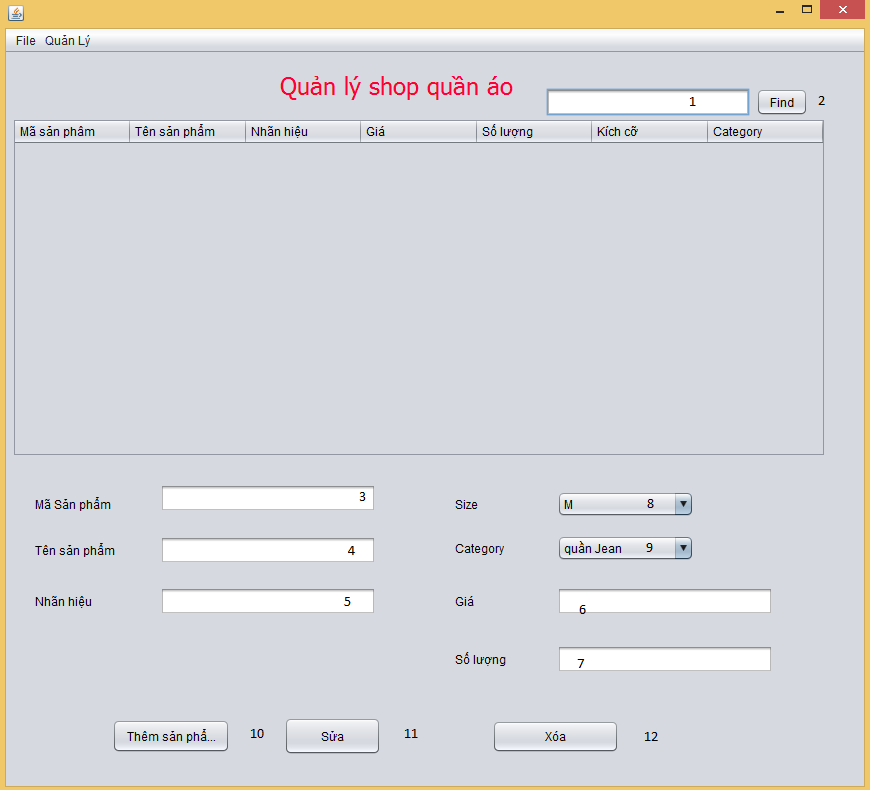 File Quản Lý
Quản lý shop quần áo
1 Find 2
Mã sản phâm Tên sản phẩm Nhãn hiệu Giá Số lượng Kích cỡ Category
Mã Sản phẩm 3 Size M 8
Tên sản phẩm 4 Category quần Jean 9
Nhãn hiệu 5 Giá 6
Số lượng 7
Thêm sản phẩ... 10 Sửa 11 Xóa 12